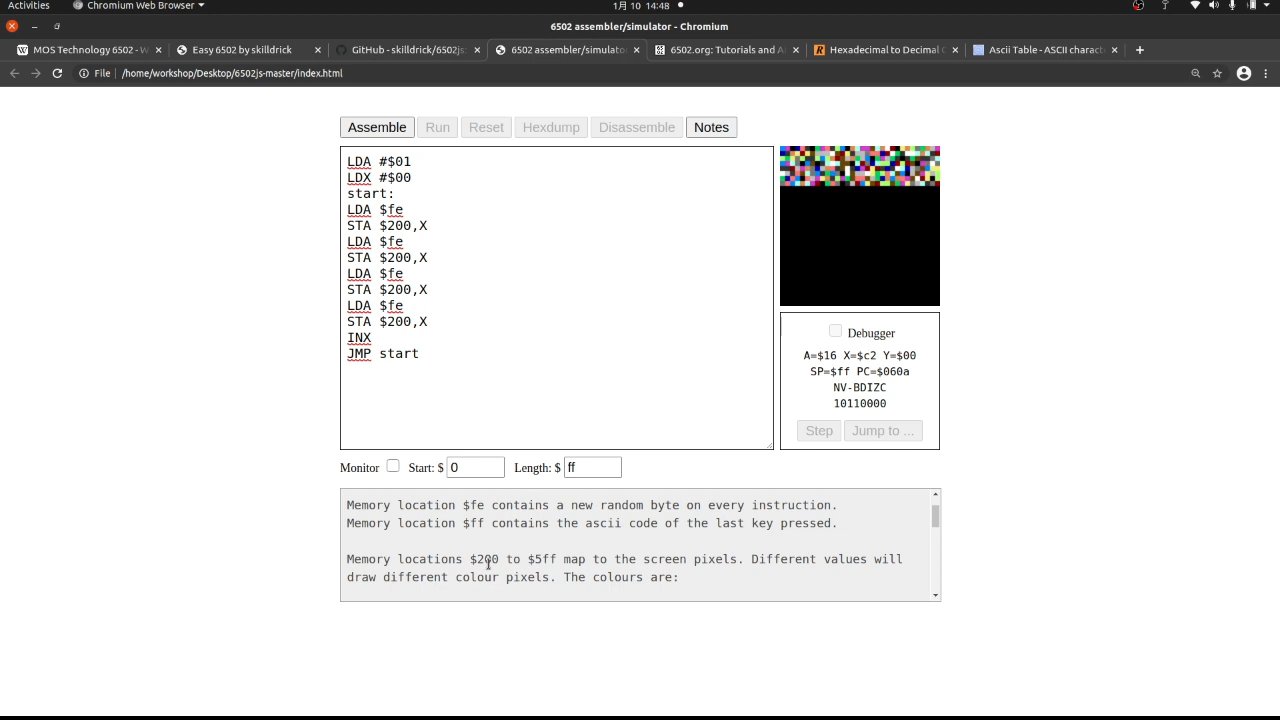 Activities
Chromium Web Browser
1月 10 14:48
6502 assembler/simulator - Chromium
MOS Technology 6502 - W
Easy 6502 by skilldrick
GitHub - skilldrick/6502js:
6502 assembler/simulator
6502.org: Tutorials and A
Hexadecimal to Decimal C
Ascii Table - ASCII charact
File
/home/workshop/Desktop/6502js-master/index.html
Assemble
Run
Reset
Hexdump
Disassemble
Notes
LDA #$01
LDX #$00
start:
LDA $fe
STA $200,X
LDA $fe
STA $200,X
LDA $fe
STA $200,X
LDA $fe
STA $200,X
INX
JMP start
Debugger
A=$16 X=$c2 Y=$00
SP=$ff PC=$060a
NV-BDIZC
10110000
Step
Jump to ...
Monitor
Start: $ 0
Length: $ ff
Memory location $fe contains a new random byte on every instruction.
Memory location $ff contains the ascii code of the last key pressed.
Memory locations $200 to $5ff map to the screen pixels. Different values will
draw different colour pixels. The colours are: